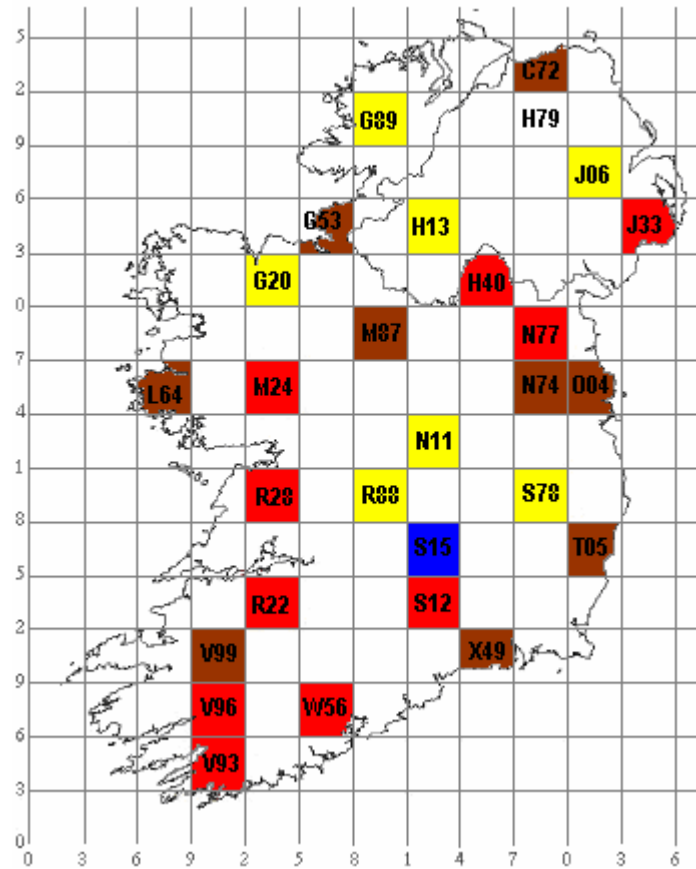 5
C72
2
G89 H79
9
J06
6
G53 H13 J33
3
G20 H40
0
M87 N77
7
L64 M24 N74 O04
4
N11
1
R28 R88 S78
8
S15 T05
5
R22 S12
2
V99 X49
9
V96 W56
6
V93
3
0
0 3 6 9 2 5 8 1 4 7 0 3 6